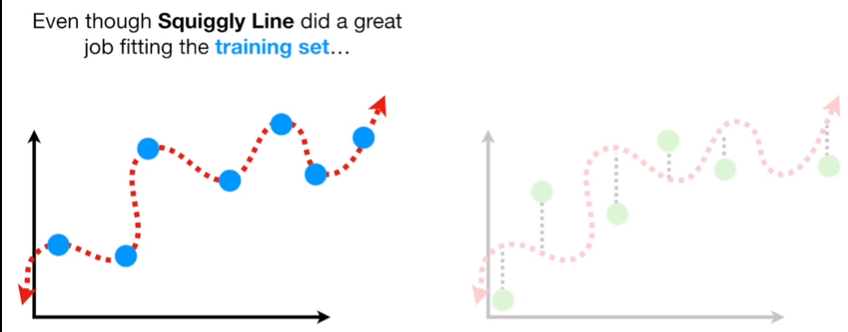 Even though Squiggly Line did a great
job fitting the training set...